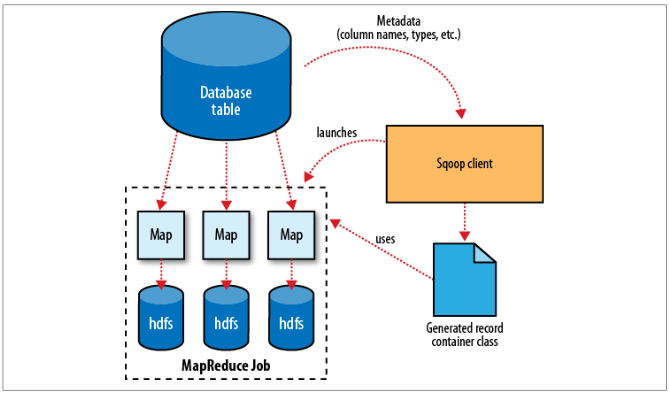 Metadata
(column names, types, etc.)
Database
table
launches
Sqoop client
Map
Map
Map
uses
hdfs
hdfs
hdfs
Generated record
container class
MapReduce Job